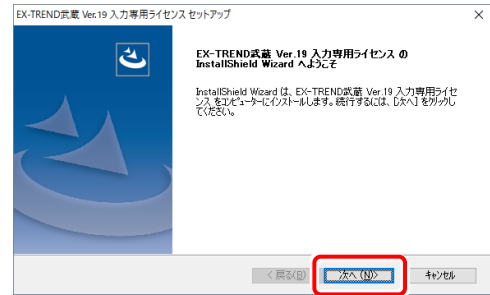 EX-TREND武蔵 Ver.19 入力専用ライセンス セットアップ
EX-TREND武蔵 Ver.19 入力専用ライセンス の
InstallShield Wizard へようこそ
InstallShield Wizard は、EX-TREND武蔵 Ver.19 入力専用ライセ
ンス をコンピューターにインストールします。続行するには、[次へ] をクリックし
てください。
< 戻る(B)
次へ(N)>
キャンセル